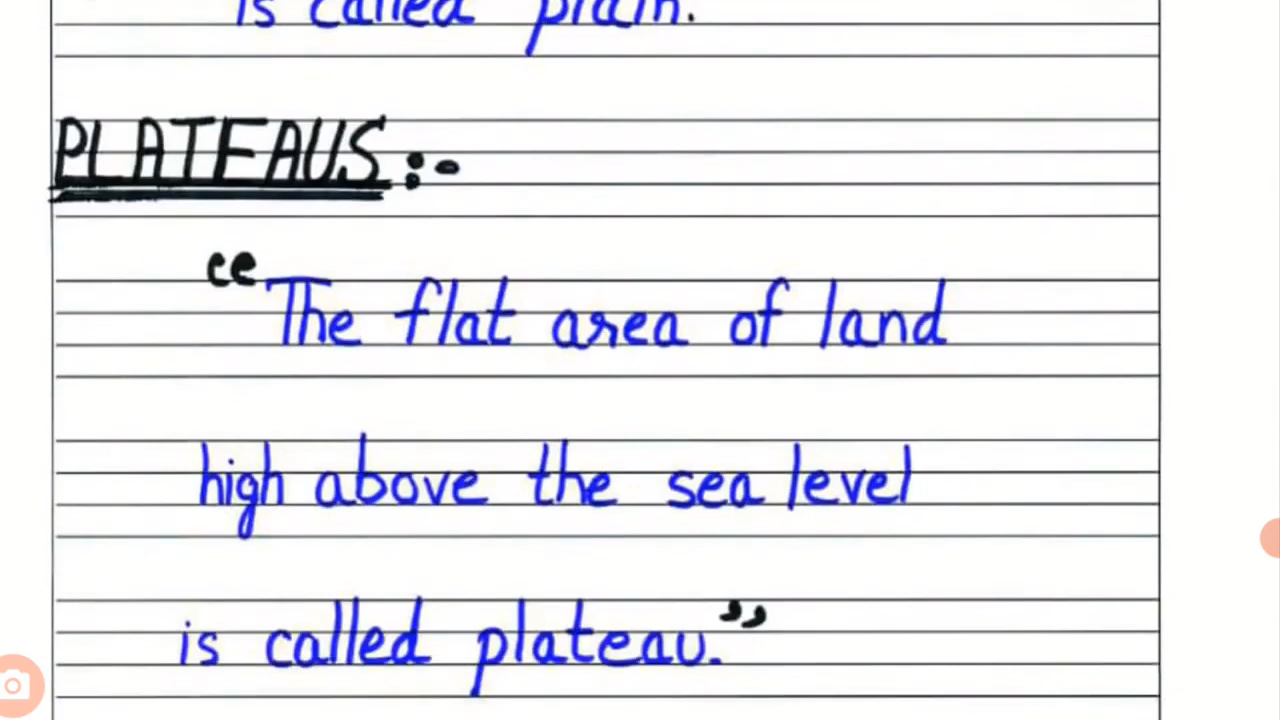 is called plain.
PLATEAUS :-
"The flat area of land
high above the sea level
is called plateau."